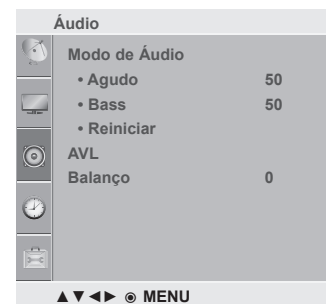 Áudio
Modo de Áudio
• Agudo 50
• Bass 50
• Reiniciar
AVL
Balanço 0
▲▼◄► ◉ MENU